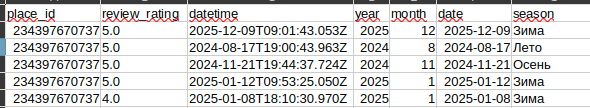 place_id review_rating datetime year month date season
234397670737 5.0 2025-12-09T09:01:43.053Z 2025 12 2025-12-09 Зима
234397670737 5.0 2024-08-17T19:00:43.963Z 2024 8 2024-08-17 Лето
234397670737 5.0 2024-11-21T19:44:37.724Z 2024 11 2024-11-21 Осень
234397670737 5.0 2025-01-12T09:53:25.050Z 2025 1 2025-01-12 Зима
234397670737 4.0 2025-01-08T18:10:30.970Z 2025 1 2025-01-08 Зима